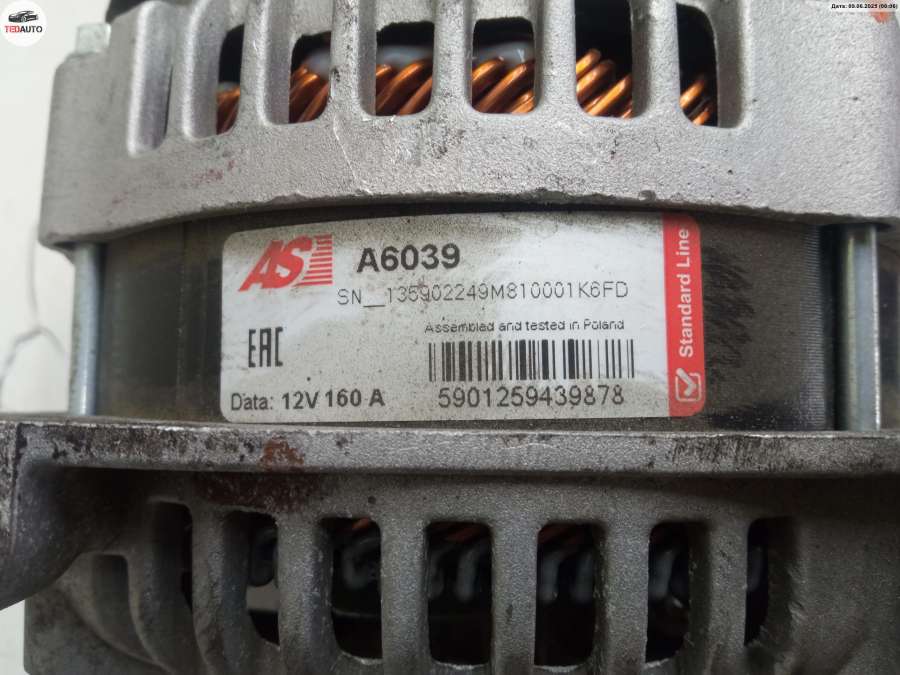 TEDAUTO
Дата: 09.06.2025 (00:06)
AS
A6039
SN__135902249M810001K6FD
Assembled and tested in Poland
EAC
Data: 12V 160 A
5901259439878
Standard Line